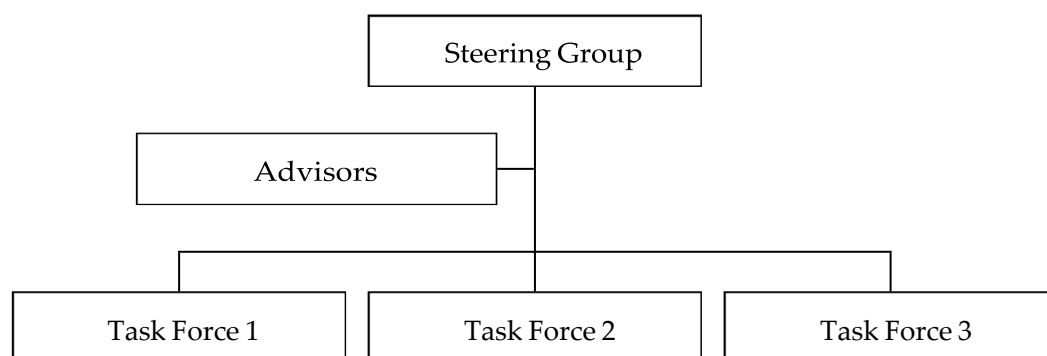 Steering Group
Advisors
Task Force 1
Task Force 2
Task Force 3